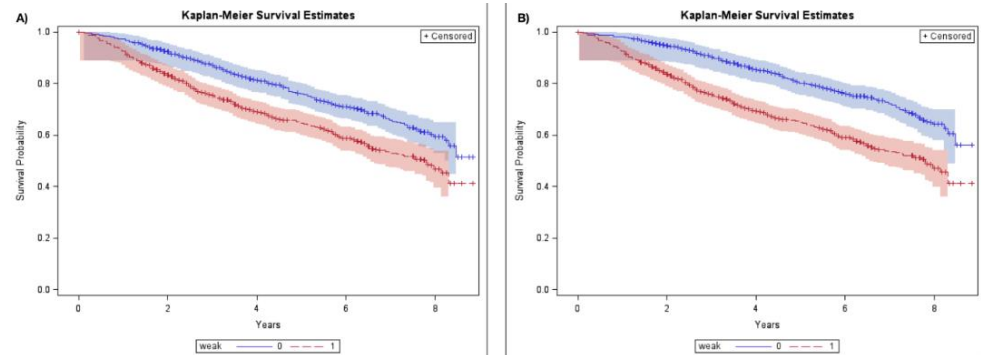 A)
Kaplan-Meier Survival Estimates
+ Censored
1.0
0.8
0.6
0.4
0.2
0.0
Survival Probability
0 2 4 6 8
Years
weak 0 1
B)
Kaplan-Meier Survival Estimates
+ Censored
1.0
0.8
0.6
0.4
0.2
0.0
Survival Probability
0 2 4 6 8
Years
weak 0 1